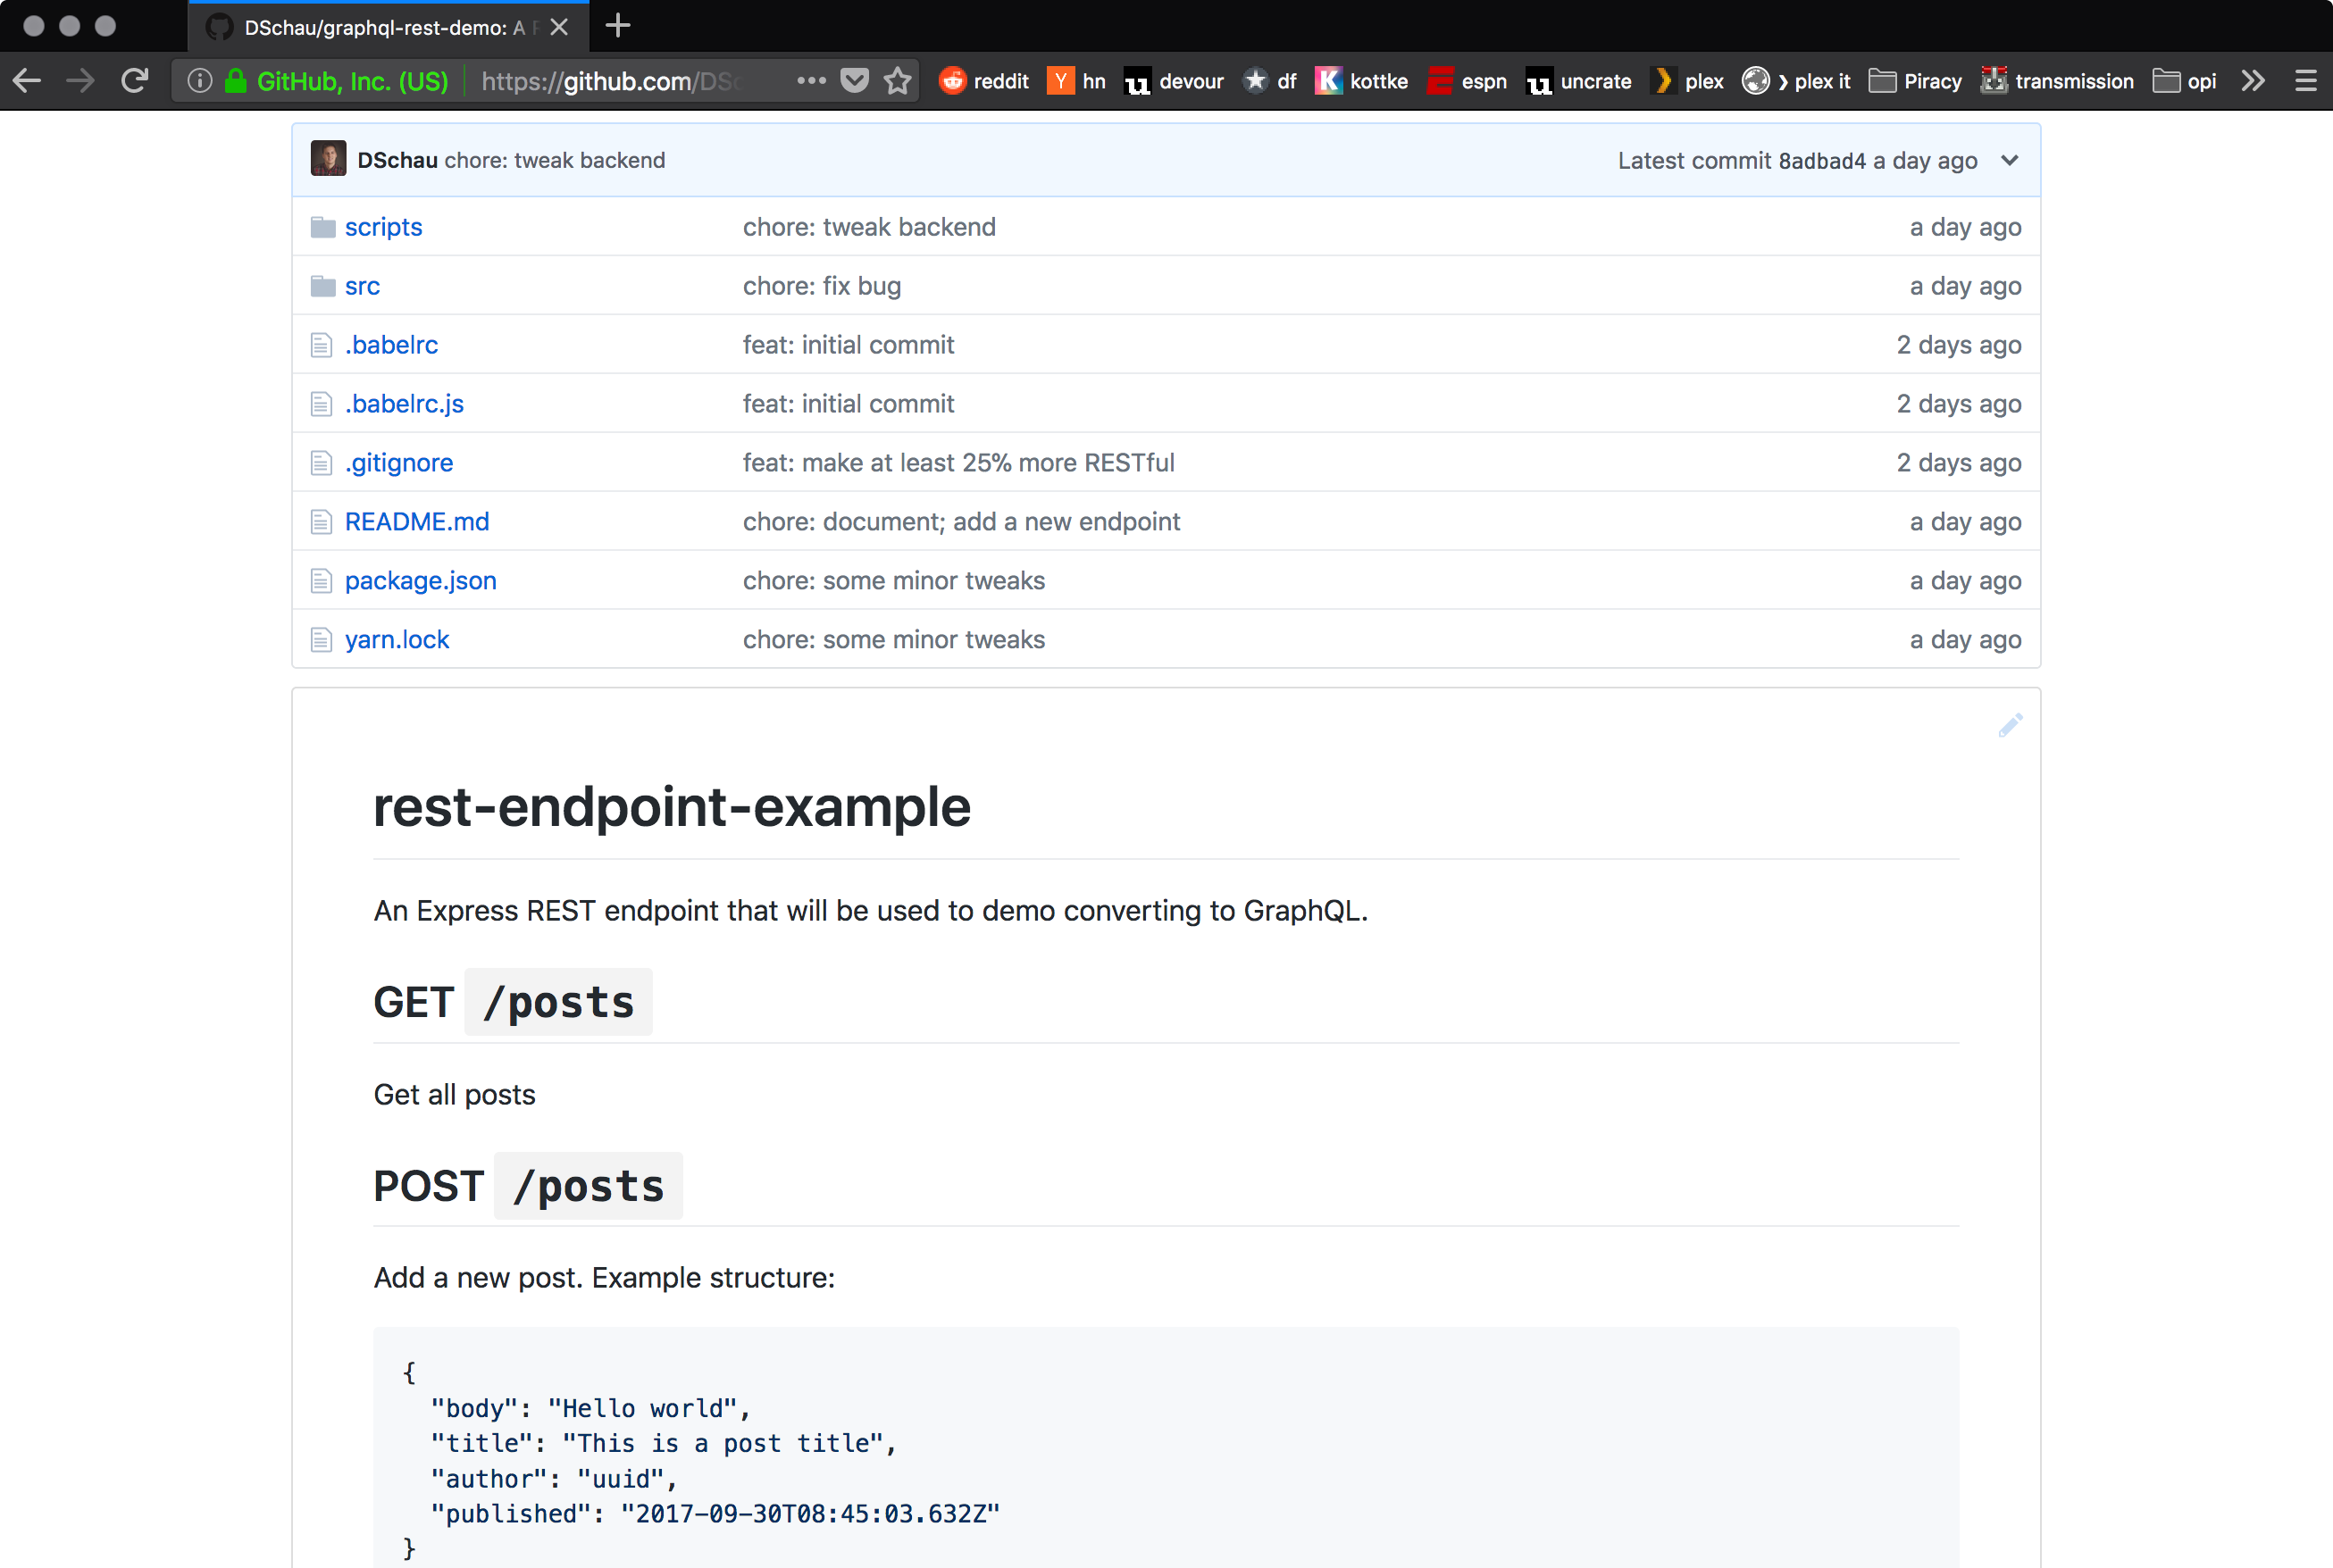 DSchau/graphql-rest-demo: A
GitHub, Inc. (US) https://github.com/DSc reddit Y hn devour df K kottke espn uncrate plex ❯ plex it Piracy transmission opi
DSchau chore: tweak backend Latest commit 8adbad4 a day ago
scripts chore: tweak backend a day ago
src chore: fix bug a day ago
.babelrc feat: initial commit 2 days ago
.babelrc.js feat: initial commit 2 days ago
.gitignore feat: make at least 25% more RESTful 2 days ago
README.md chore: document; add a new endpoint a day ago
package.json chore: some minor tweaks a day ago
yarn.lock chore: some minor tweaks a day ago
rest-endpoint-example
An Express REST endpoint that will be used to demo converting to GraphQL.
GET /posts
Get all posts
POST /posts
Add a new post. Example structure:
{
"body": "Hello world",
"title": "This is a post title",
"author": "uuid",
"published": "2017-09-30T08:45:03.632Z"
}